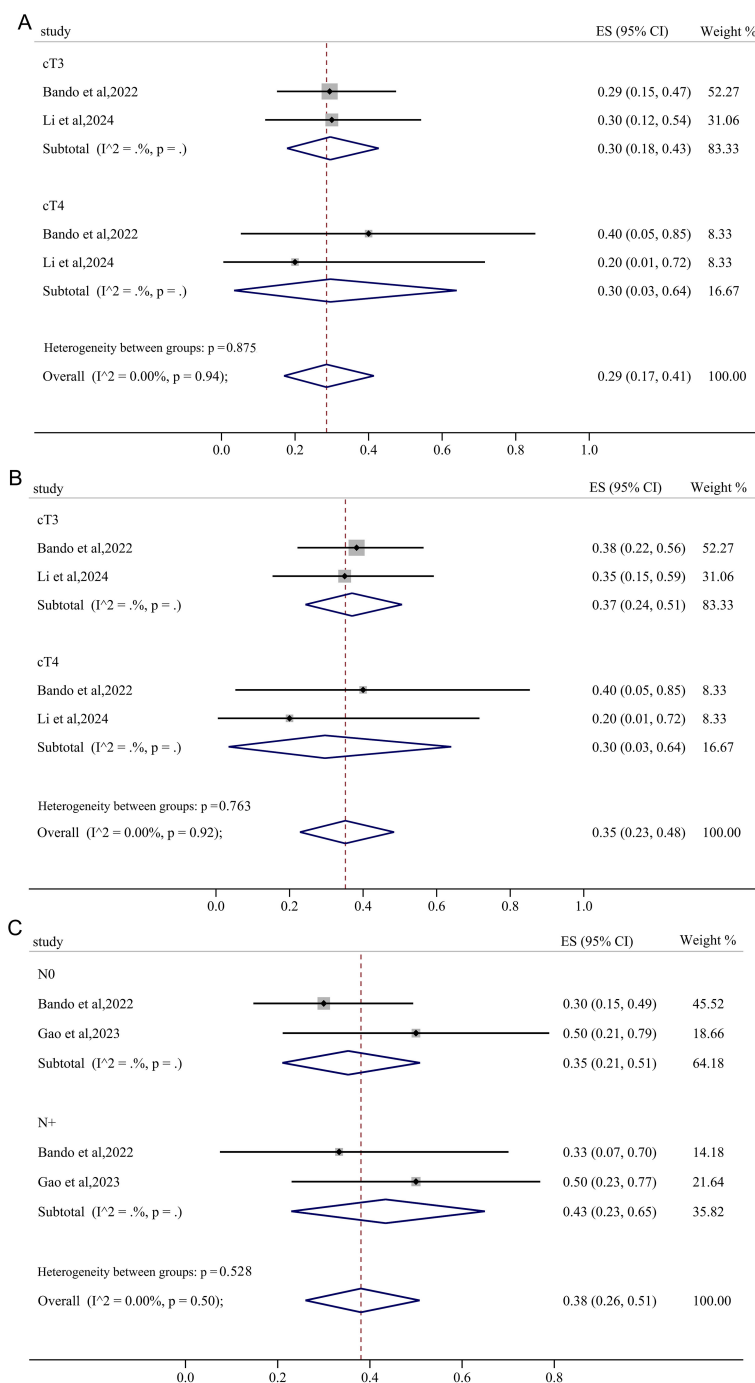 A
study ES (95% CI) Weight %
cT3
Bando et al,2022 0.29 (0.15, 0.47) 52.27
Li et al,2024 0.30 (0.12, 0.54) 31.06
Subtotal (I^2 = .%, p = .) 0.30 (0.18, 0.43) 83.33
cT4
Bando et al,2022 0.40 (0.05, 0.85) 8.33
Li et al,2024 0.20 (0.01, 0.72) 8.33
Subtotal (I^2 = .%, p = .) 0.30 (0.03, 0.64) 16.67
Heterogeneity between groups: p = 0.875
Overall (I^2 = 0.00%, p = 0.94); 0.29 (0.17, 0.41) 100.00
0.0 0.2 0.4 0.6 0.8 1.0
B
study ES (95% CI) Weight %
cT3
Bando et al,2022 0.38 (0.22, 0.56) 52.27
Li et al,2024 0.35 (0.15, 0.59) 31.06
Subtotal (I^2 = .%, p = .) 0.37 (0.24, 0.51) 83.33
cT4
Bando et al,2022 0.40 (0.05, 0.85) 8.33
Li et al,2024 0.20 (0.01, 0.72) 8.33
Subtotal (I^2 = .%, p = .) 0.30 (0.03, 0.64) 16.67
Heterogeneity between groups: p = 0.763
Overall (I^2 = 0.00%, p = 0.92); 0.35 (0.23, 0.48) 100.00
0.0 0.2 0.4 0.6 0.8 1.0
C
study ES (95% CI) Weight %
N0
Bando et al,2022 0.30 (0.15, 0.49) 45.52
Gao et al,2023 0.50 (0.21, 0.79) 18.66
Subtotal (I^2 = .%, p = .) 0.35 (0.21, 0.51) 64.18
N+
Bando et al,2022 0.33 (0.07, 0.70) 14.18
Gao et al,2023 0.50 (0.23, 0.77) 21.64
Subtotal (I^2 = .%, p = .) 0.43 (0.23, 0.65) 35.82
Heterogeneity between groups: p = 0.528
Overall (I^2 = 0.00%, p = 0.50); 0.38 (0.26, 0.51) 100.00
0.0 0.2 0.4 0.6 0.8